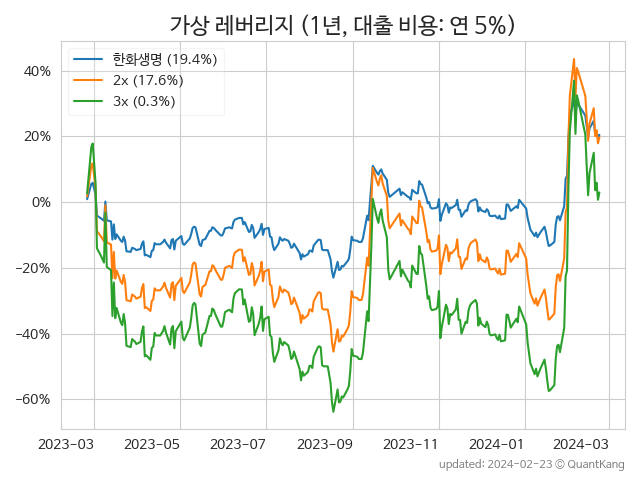 가상 레버리지 (1년, 대출 비용: 연 5%)
한화생명 (19.4%)
2x (17.6%)
3x (0.3%)
40%
20%
0%
−20%
−40%
−60%
2023-03 2023-05 2023-07 2023-09 2023-11 2024-01 2024-03
updated: 2024-02-23 © QuantKang